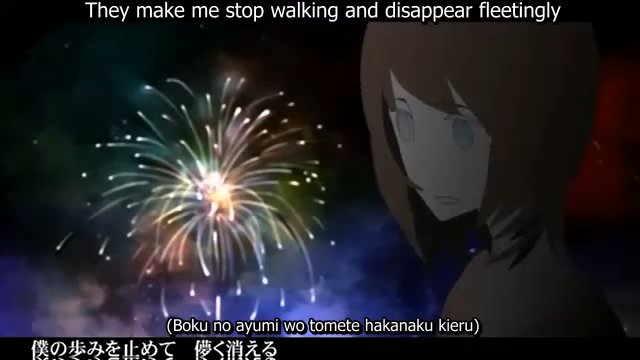 They make me stop walking and disappear fleetingly
(Boku no ayumi wo tomete hakanaku kieru)
僕の歩みを止めて 儚く消える